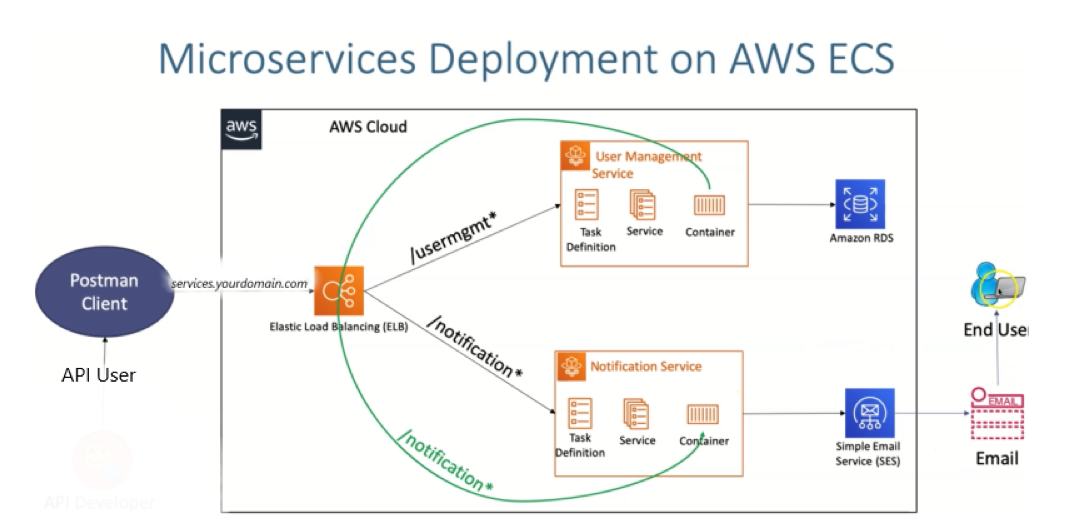 Microservices Deployment on AWS ECS
aws
AWS Cloud
User Management
Service
Task
Definition
Service
Container
Amazon RDS
/usermgmt*
Postman
Client
services.yourdomain.com
Elastic Load Balancing (ELB)
API User
/notification*
Notification Service
Task
Definition
Service
Container
/notification*
Simple Email
Service (SES)
End User
EMAIL
Email
API Developer